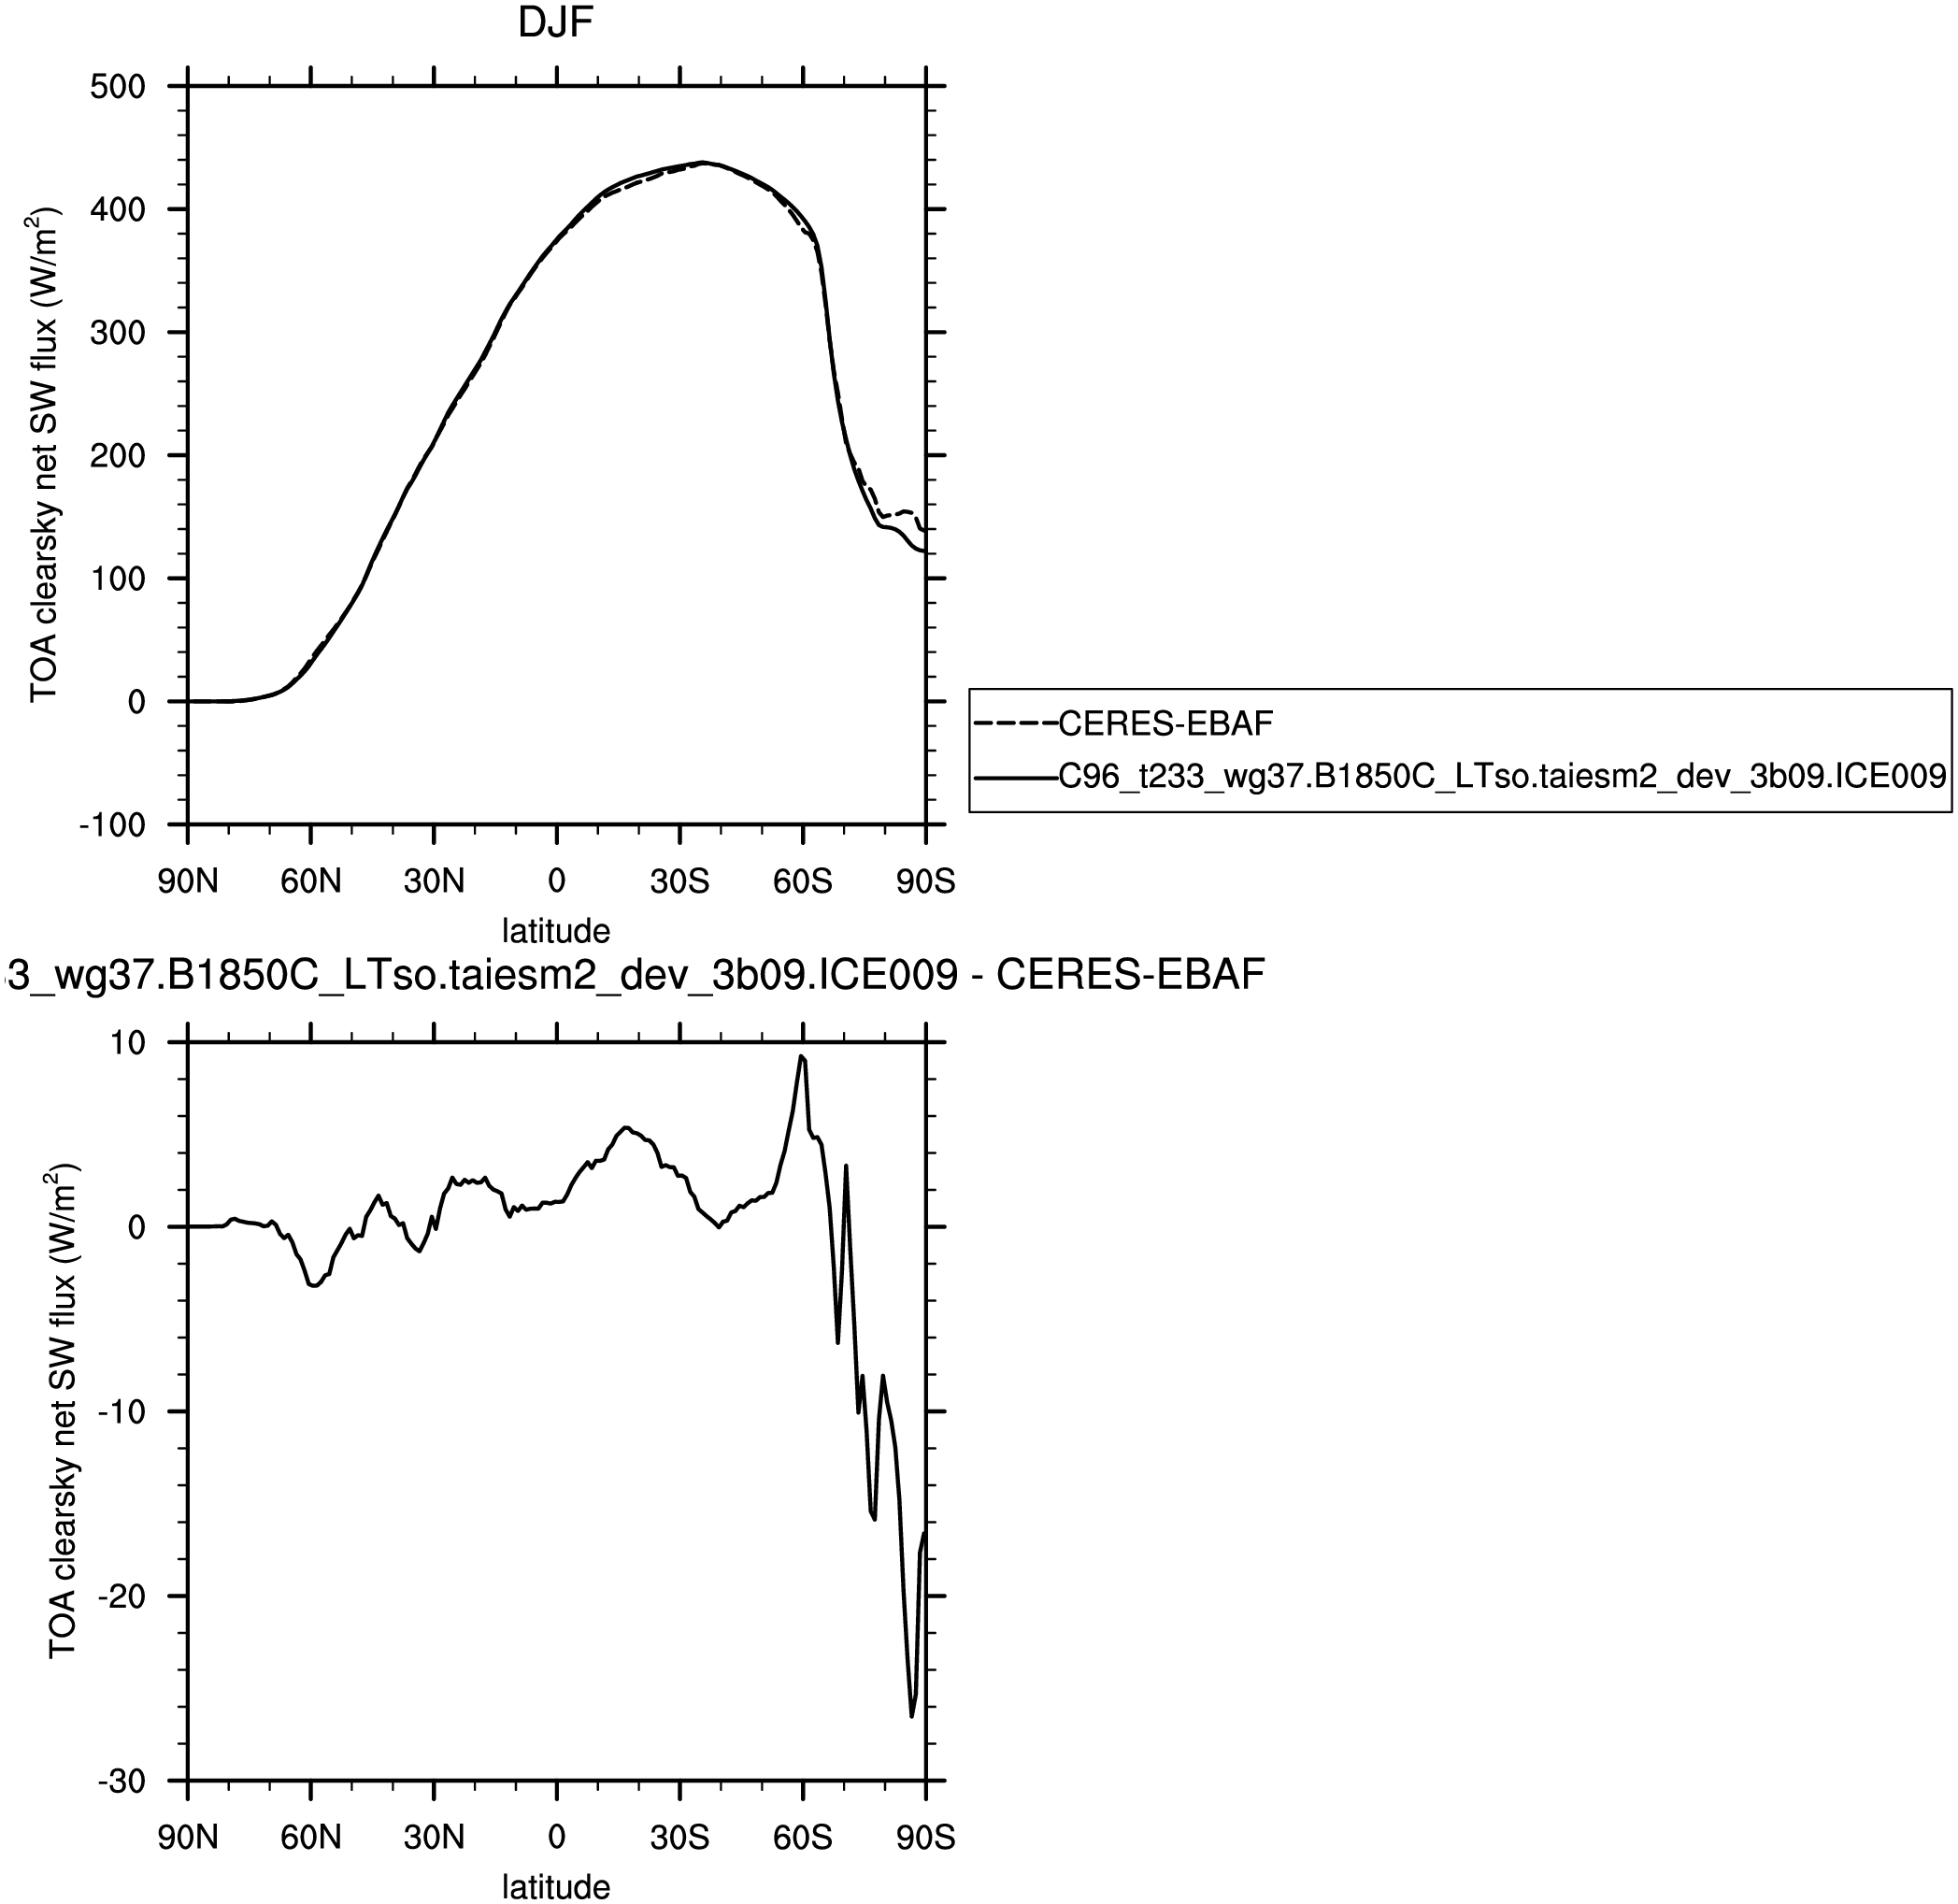 DJF
TOA clearsky net SW flux (W/m²)
500
400
300
200
100
0
-100
90N 60N 30N 0 30S 60S 90S
latitude
CERES-EBAF
C96_t233_wg37.B1850C_LTso.taiesm2_dev_3b09.ICE009
3_wg37.B1850C_LTso.taiesm2_dev_3b09.ICE009 - CERES-EBAF
TOA clearsky net SW flux (W/m²)
10
0
-10
-20
-30
90N 60N 30N 0 30S 60S 90S
latitude